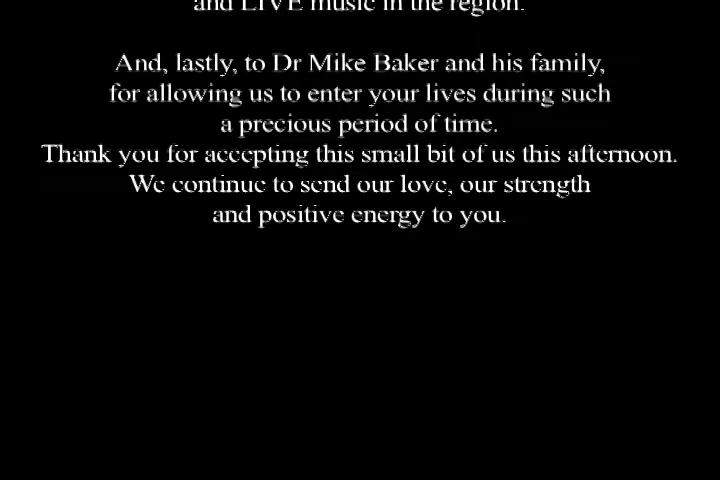 and LIVE music in the region.
And, lastly, to Dr Mike Baker and his family,
for allowing us to enter your lives during such
a precious period of time.
Thank you for accepting this small bit of us this afternoon.
We continue to send our love, our strength
and positive energy to you.